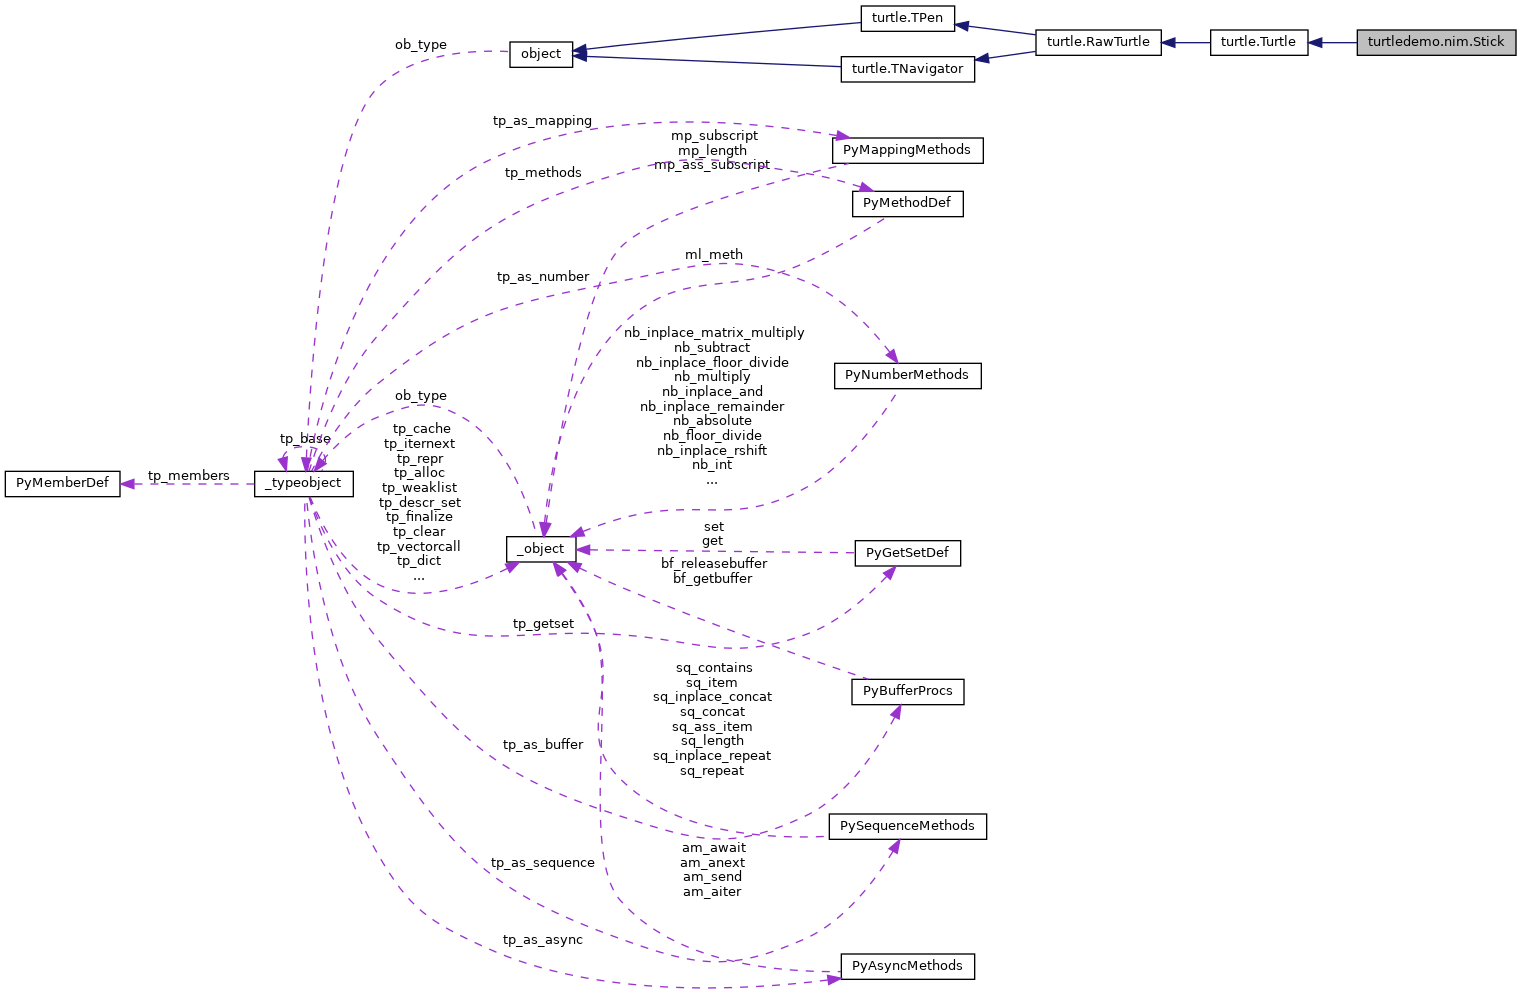 turtle.TPen
ob_type
object
turtle.RawTurtle
turtle.Turtle
turtledemo.nim.Stick
turtle.TNavigator
tp_as_mapping
mp_subscript
mp_length
mp_ass_subscript
PyMappingMethods
tp_methods
PyMethodDef
ml_meth
tp_as_number
nb_inplace_matrix_multiply
nb_subtract
nb_inplace_floor_divide
nb_multiply
nb_inplace_and
nb_inplace_remainder
nb_absolute
nb_floor_divide
nb_inplace_rshift
nb_int
...
PyNumberMethods
ob_type
tp_cache
tp_iternext
tp_repr
tp_alloc
tp_weaklist
tp_descr_set
tp_finalize
tp_clear
tp_vectorcall
tp_dict
...
tp_base
PyMemberDef
tp_members
_typeobject
_object
set
get
PyGetSetDef
bf_releasebuffer
bf_getbuffer
tp_getset
sq_contains
sq_item
sq_inplace_concat
sq_concat
sq_ass_item
sq_length
sq_inplace_repeat
sq_repeat
PyBufferProcs
tp_as_buffer
PySequenceMethods
am_await
am_anext
am_send
am_aiter
tp_as_sequence
tp_as_async
PyAsyncMethods